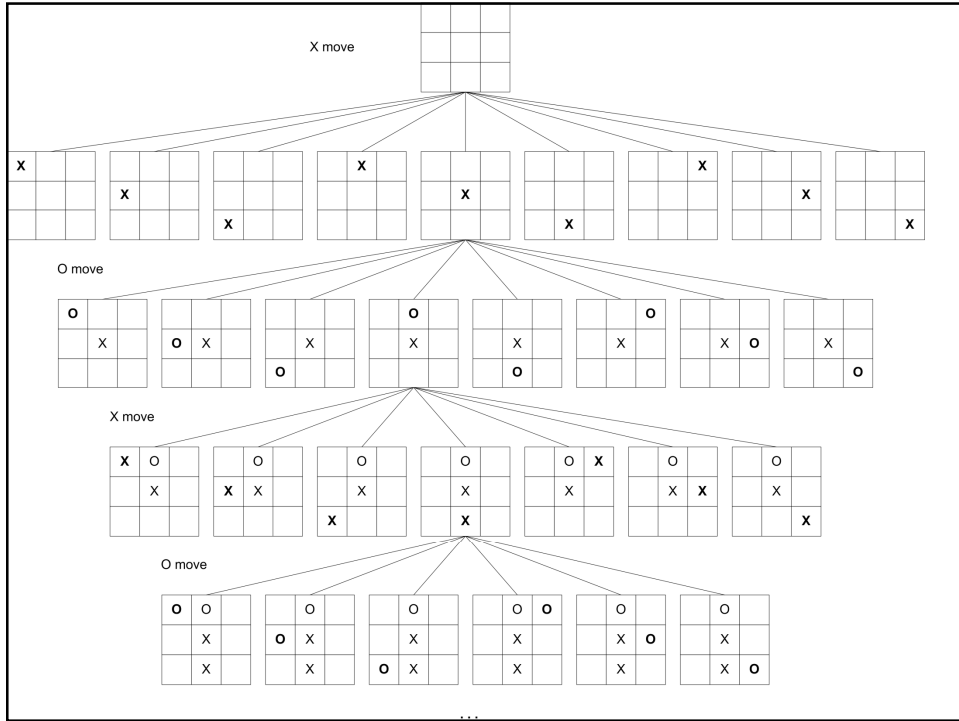 X move
X X
X X X
X X X X
O move
O O O
X O X X X X X X O X
O O O
X move
X O O O O O X O O
X X X X X X X X X
X X X
O move
O O O O O O O O
X O X X X X O X
X X O X X X X O
...